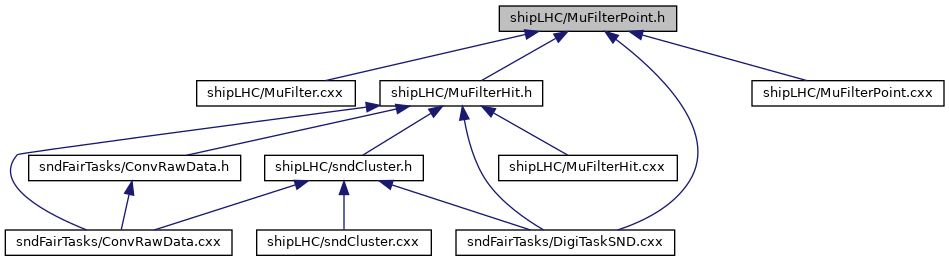 shipLHC/MuFilterPoint.h
shipLHC/MuFilter.cxx
shipLHC/MuFilterHit.h
shipLHC/MuFilterPoint.cxx
sndFairTasks/ConvRawData.h
shipLHC/sndCluster.h
shipLHC/MuFilterHit.cxx
sndFairTasks/ConvRawData.cxx
shipLHC/sndCluster.cxx
sndFairTasks/DigiTaskSND.cxx